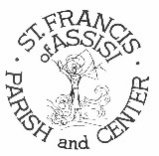 ST. FRANCIS
of ASSISI
PARISH and CENTER